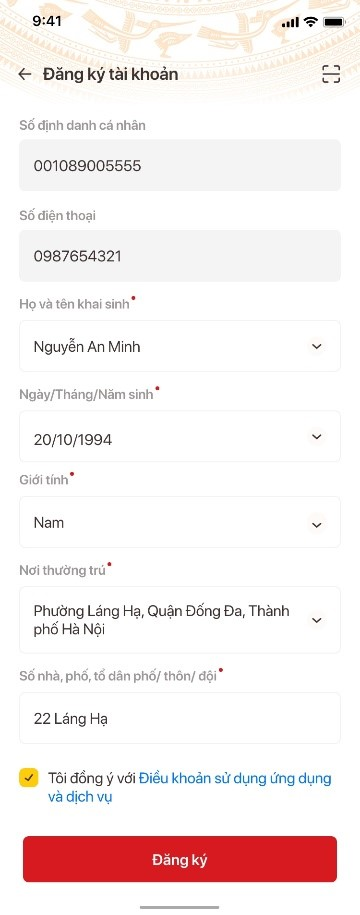 9:41
Đăng ký tài khoản
Số định danh cá nhân
001089005555
Số điện thoại
0987654321
Họ và tên khai sinh*
Nguyễn An Minh
Ngày/Tháng/Năm sinh*
20/10/1994
Giới tính*
Nam
Nơi thường trú*
Phường Láng Hạ, Quận Đống Đa, Thành
phố Hà Nội
Số nhà, phố, tổ dân phố/ thôn/ đội*
22 Láng Hạ
Tôi đồng ý với Điều khoản sử dụng ứng dụng
và dịch vụ
Đăng ký